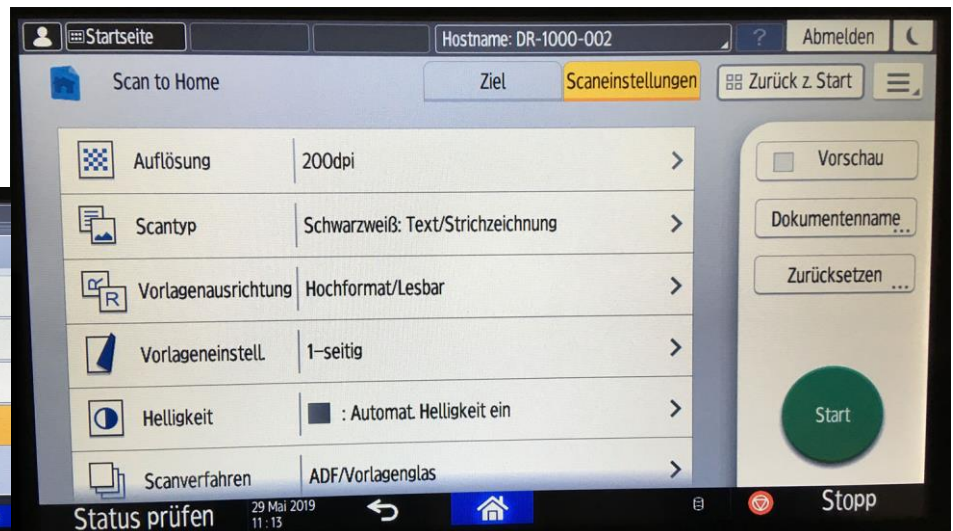 Startseite Hostname: DR-1000-002 ? Abmelden
Scan to Home Ziel Scaneinstellungen Zurück z. Start
Auflösung 200dpi
Scantyp Schwarzweiß: Text/Strichzeichnung
R R Vorlagenausrichtung Hochformat/Lesbar
Vorlageneinstell. 1-seitig
Helligkeit : Automat. Helligkeit ein
Scanverfahren ADF/Vorlagenglas
Vorschau
Dokumentenname...
Zurücksetzen ...
Start
Status prüfen 29 Mai 2019
11:13
Stopp